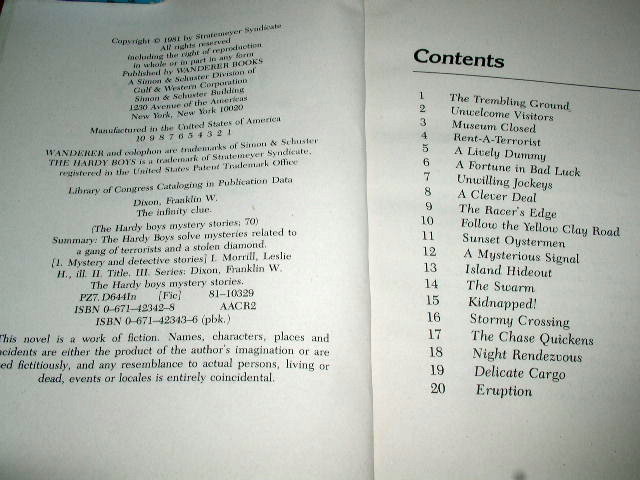 Copyright © 1981 by Stratemeyer Syndicate
All rights reserved
including the right of reproduction
in whole or in part in any form
Published by WANDERER BOOKS
A Simon & Schuster Division of
Gulf & Western Corporation
Simon & Schuster Building
1230 Avenue of the Americas
New York, New York 10020
Manufactured in the United States of America
10 9 8 7 6 5 4 3 2 1
WANDERER and colophon are trademarks of Simon & Schuster
THE HARDY BOYS is a trademark of Stratemeyer Syndicate,
registered in the United States Patent Trademark Office
Library of Congress Cataloging in Publication Data
Dixon, Franklin W.
The infinity clue.
(The Hardy boys mystery stories; 70)
Summary: The Hardy Boys solve mysteries related to
a gang of terrorists and a stolen diamond.
[1. Mystery and detective stories] I. Morrill, Leslie
H., ill. II. Title. III. Series: Dixon, Franklin W.
The Hardy boys mystery stories.
PZ7.D644In [Fic] 81-10329
ISBN 0-671-42342-8 AACR2
ISBN 0-671-42343-6 (pbk.)
This novel is a work of fiction. Names, characters, places and
incidents are either the product of the author's imagination or are
ed fictitiously, and any resemblance to actual persons, living or
dead, events or locales is entirely coincidental.
Contents
1 The Trembling Ground
2 Unwelcome Visitors
3 Museum Closed
4 Rent-A-Terrorist
5 A Lively Dummy
6 A Fortune in Bad Luck
7 Unwilling Jockeys
8 A Clever Deal
9 The Racer's Edge
10 Follow the Yellow Clay Road
11 Sunset Oystermen
12 A Mysterious Signal
13 Island Hideout
14 The Swarm
15 Kidnapped!
16 Stormy Crossing
17 The Chase Quickens
18 Night Rendezvous
19 Delicate Cargo
20 Eruption